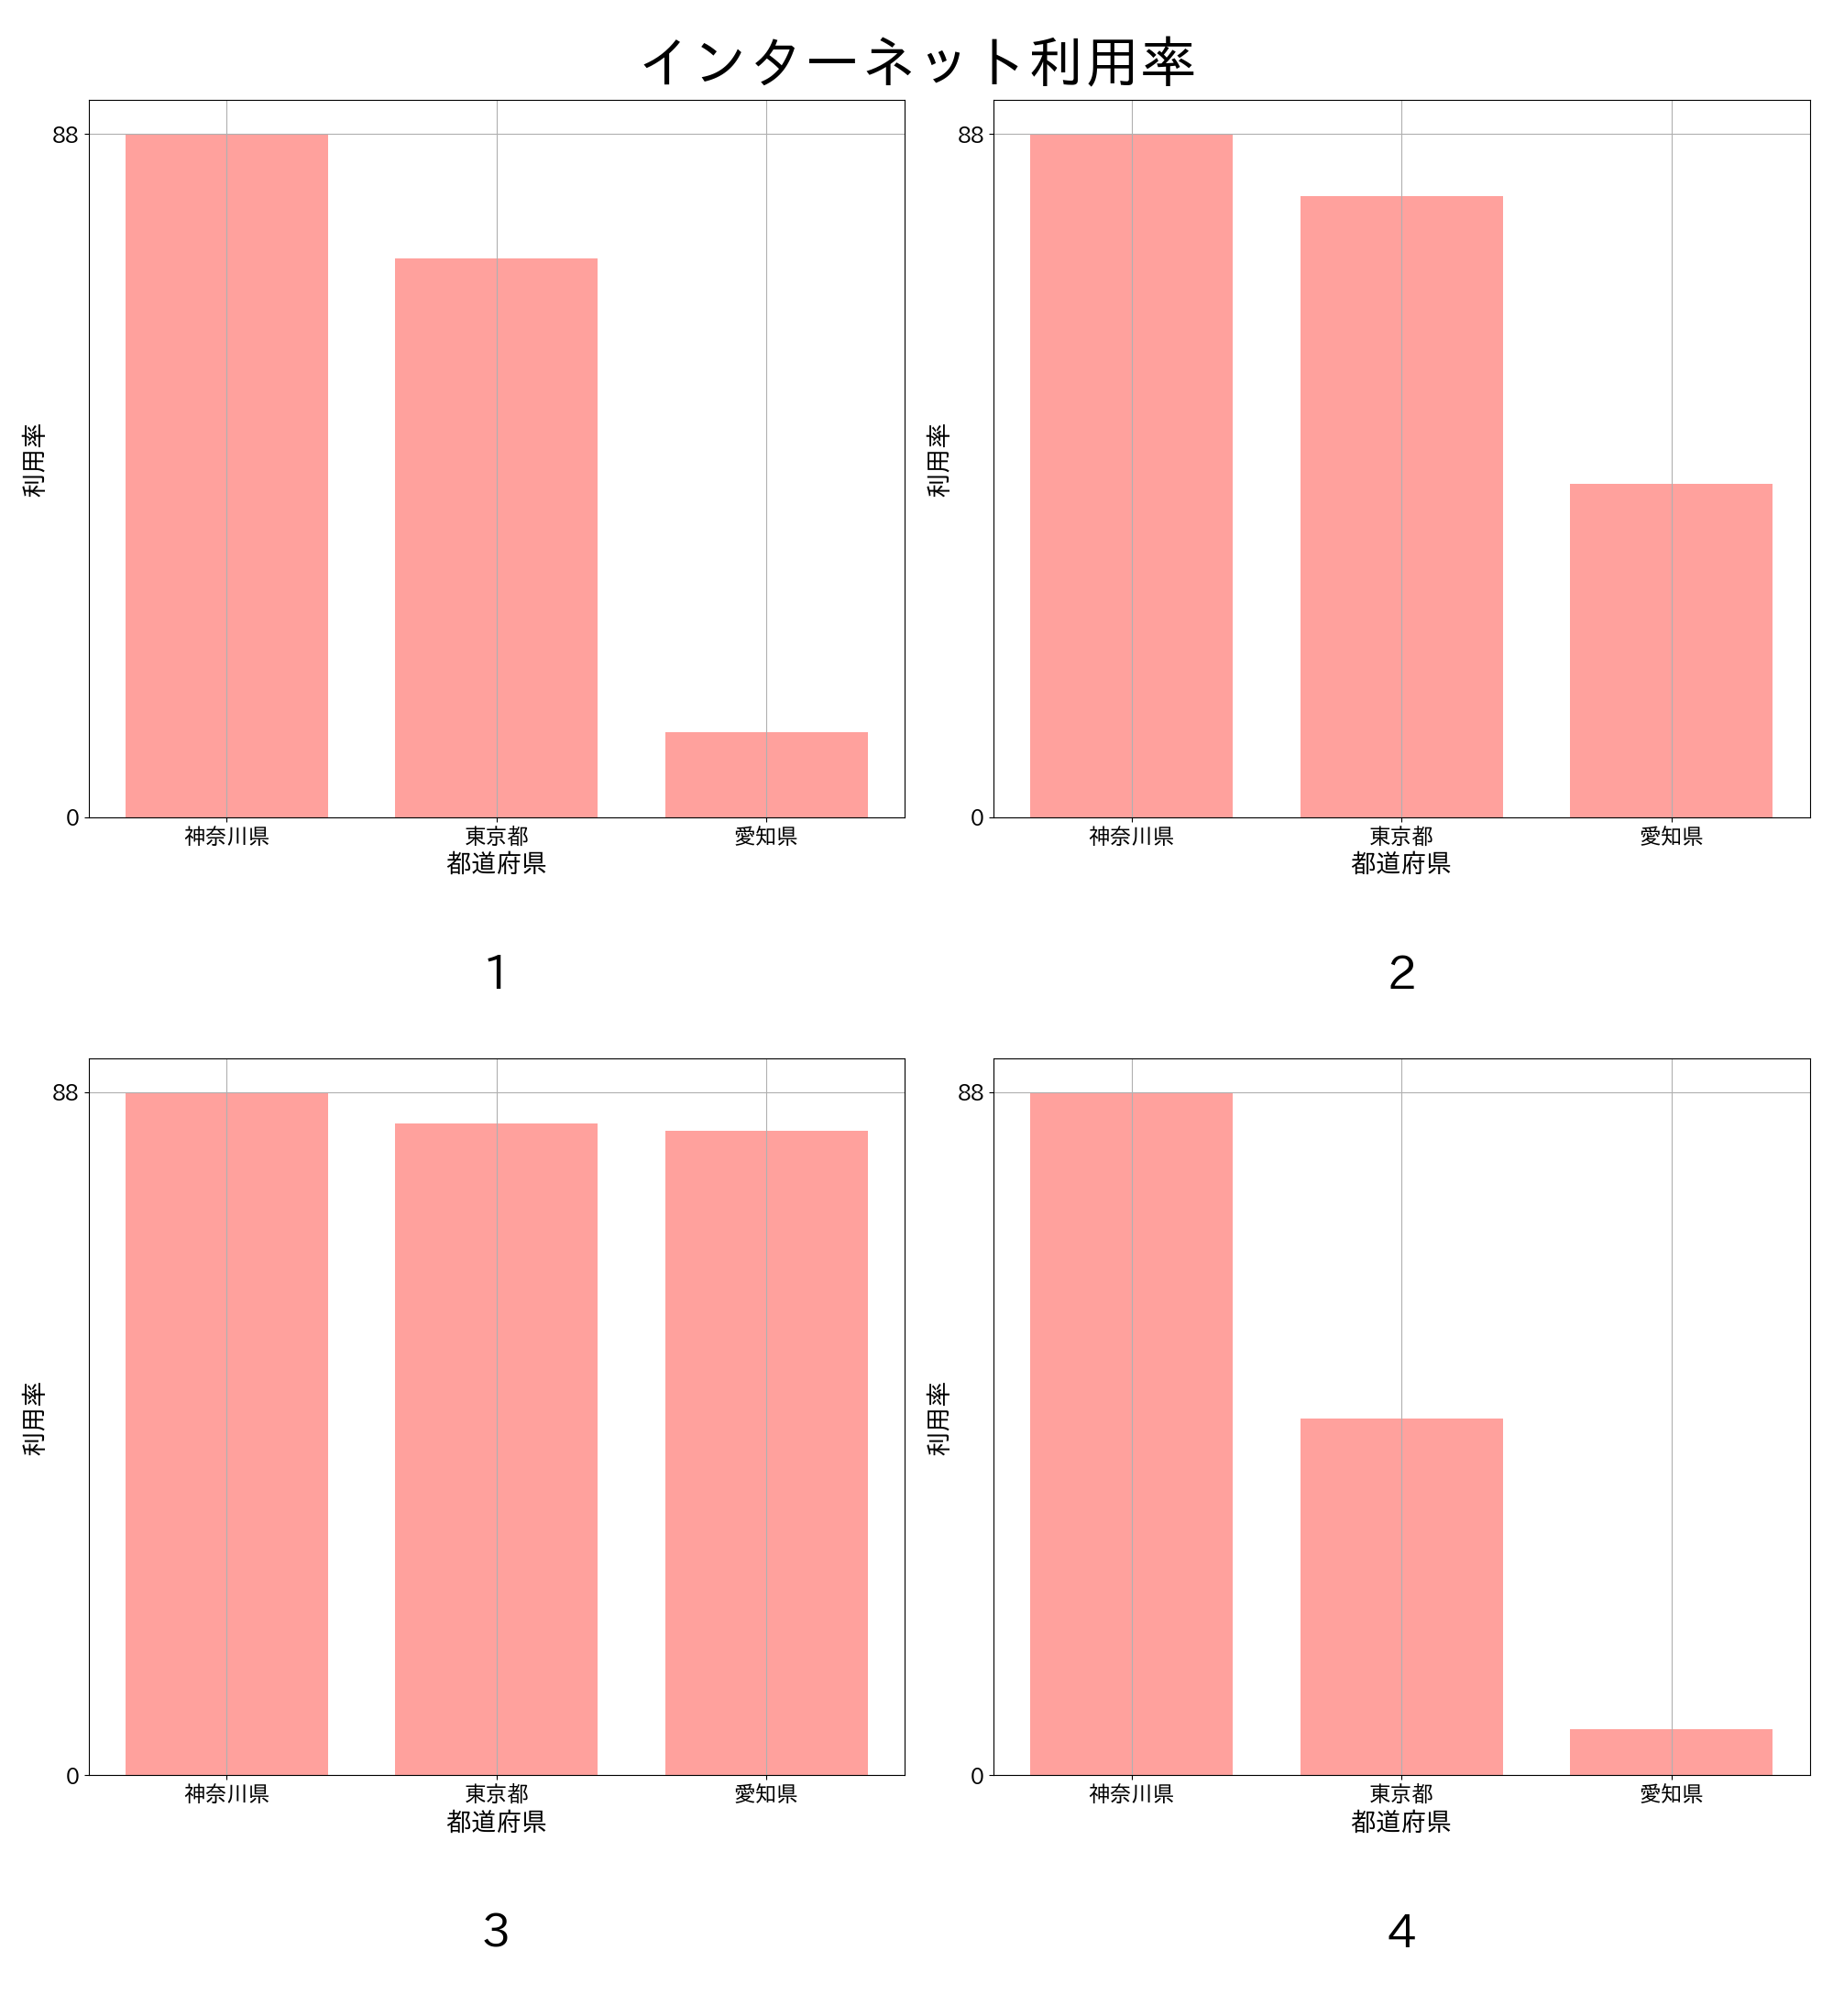 インターネット利用率
88
0
利用率
神奈川県 東京都 愛知県
都道府県
1
88
0
利用率
神奈川県 東京都 愛知県
都道府県
2
88
0
利用率
神奈川県 東京都 愛知県
都道府県
3
88
0
利用率
神奈川県 東京都 愛知県
都道府県
4